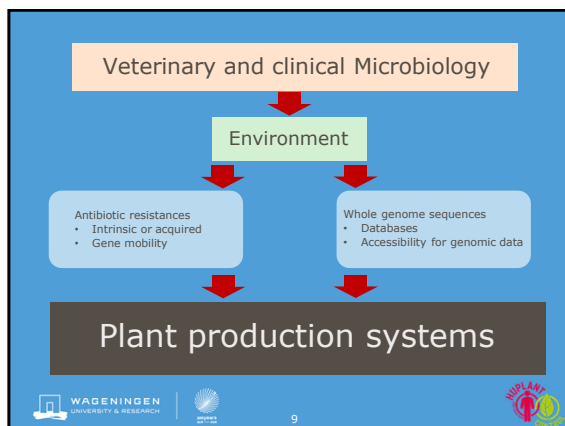 Veterinary and clinical Microbiology
Environment
Antibiotic resistances
• Intrinsic or acquired
• Gene mobility
Whole genome sequences
• Databases
• Accessibility for genomic data
Plant production systems
WAGENINGEN
UNIVERSITY & RESEARCH
9
HUPLANT